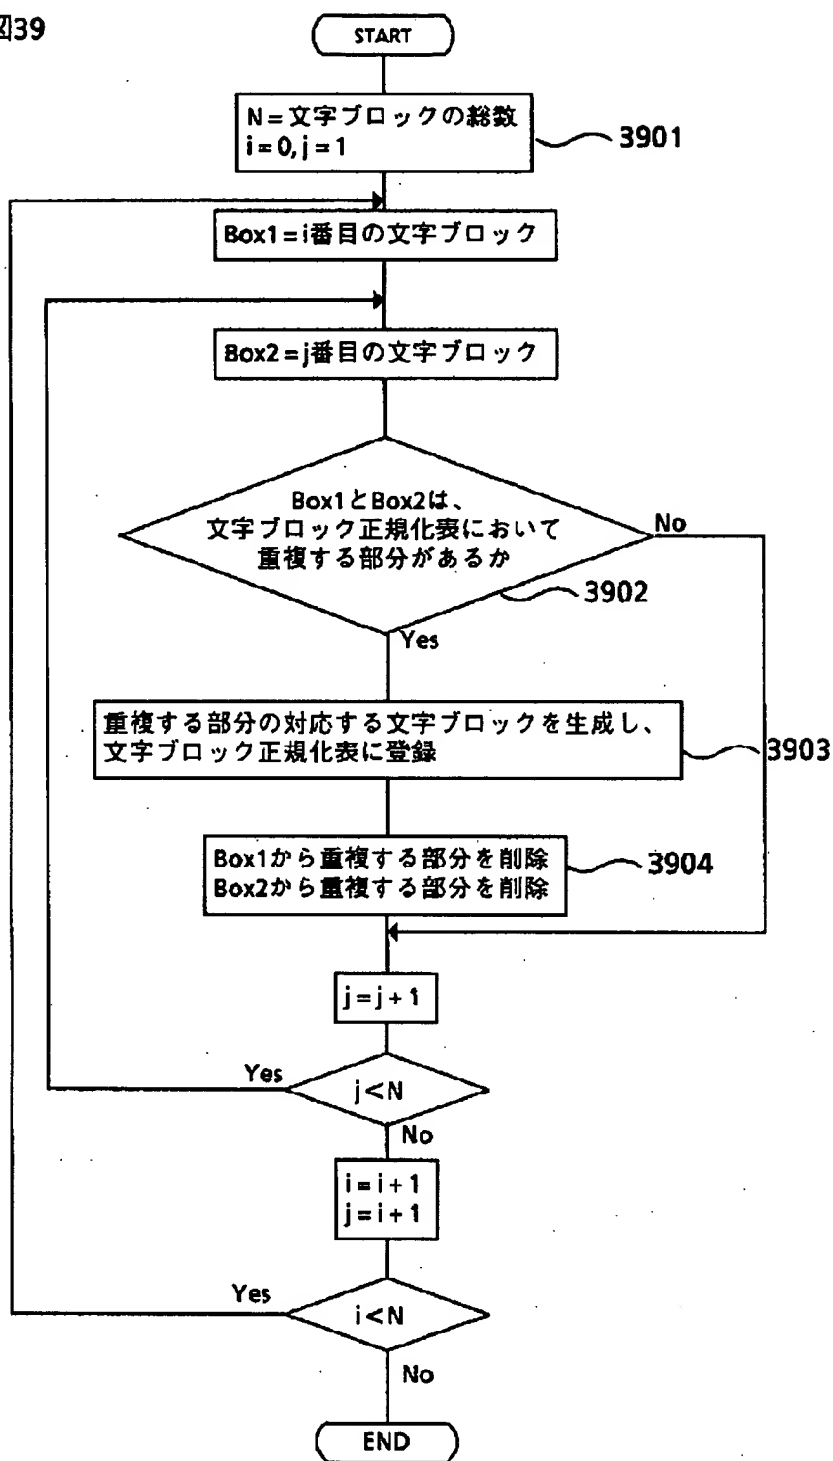 図39
START
N=文字ブロックの総数
i=0, j=1
3901
Box1=i番目の文字ブロック
Box2=j番目の文字ブロック
Box1とBox2は、
文字ブロック正規化表において
重複する部分があるか
No
3902
Yes
重複する部分の対応する文字ブロックを生成し、
文字ブロック正規化表に登録
3903
Box1から重複する部分を削除
Box2から重複する部分を削除
3904
j=j+1
Yes
j<N
No
i=i+1
j=i+1
Yes
i<N
No
END